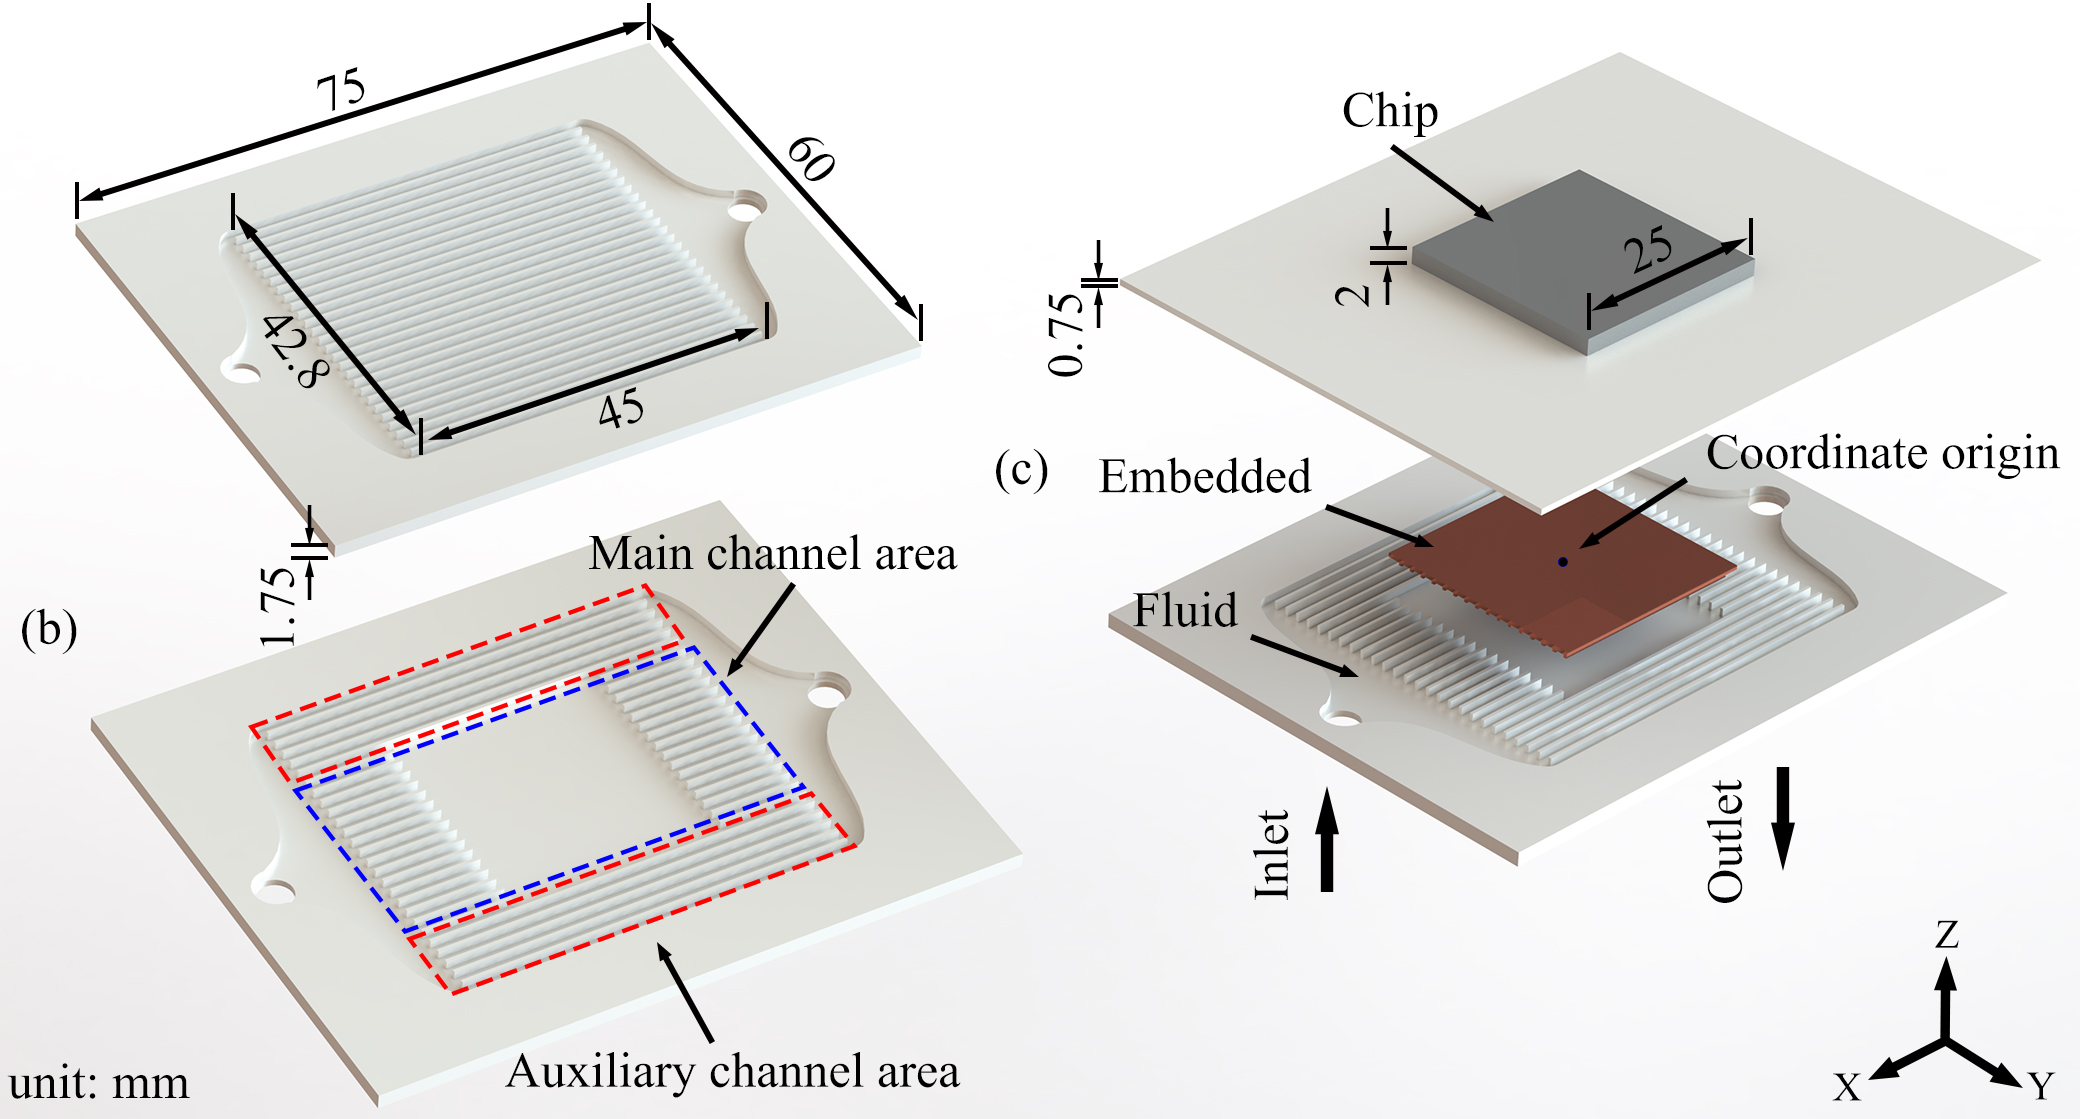 75
60
42.8
45
1.75
(b)
Main channel area
Auxiliary channel area
unit: mm
Chip
25
2
0.75
(c)
Embedded
Coordinate origin
Fluid
Inlet
Outlet
Z
X
Y